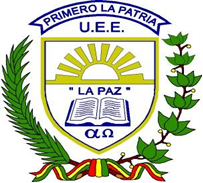 PRIMERO LA PATRIA
U.E.E.
" LA PAZ "
αΩ